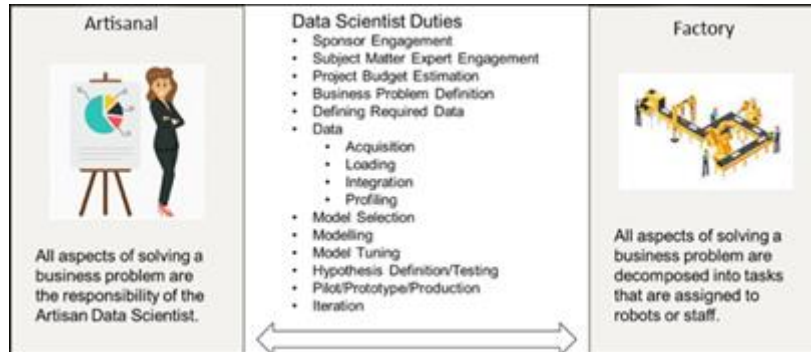 Artisanal
All aspects of solving a
business problem are
the responsibility of the
Artisan Data Scientist.
Data Scientist Duties
• Sponsor Engagement
• Subject Matter Expert Engagement
• Project Budget Estimation
• Business Problem Definition
• Defining Required Data
• Data
• Acquisition
• Loading
• Integration
• Profiling
• Model Selection
• Modelling
• Model Tuning
• Hypothesis Definition/Testing
• Pilot/Prototype/Production
• Iteration
Factory
All aspects of solving a
business problem are
decomposed into tasks
that are assigned to
robots or staff.